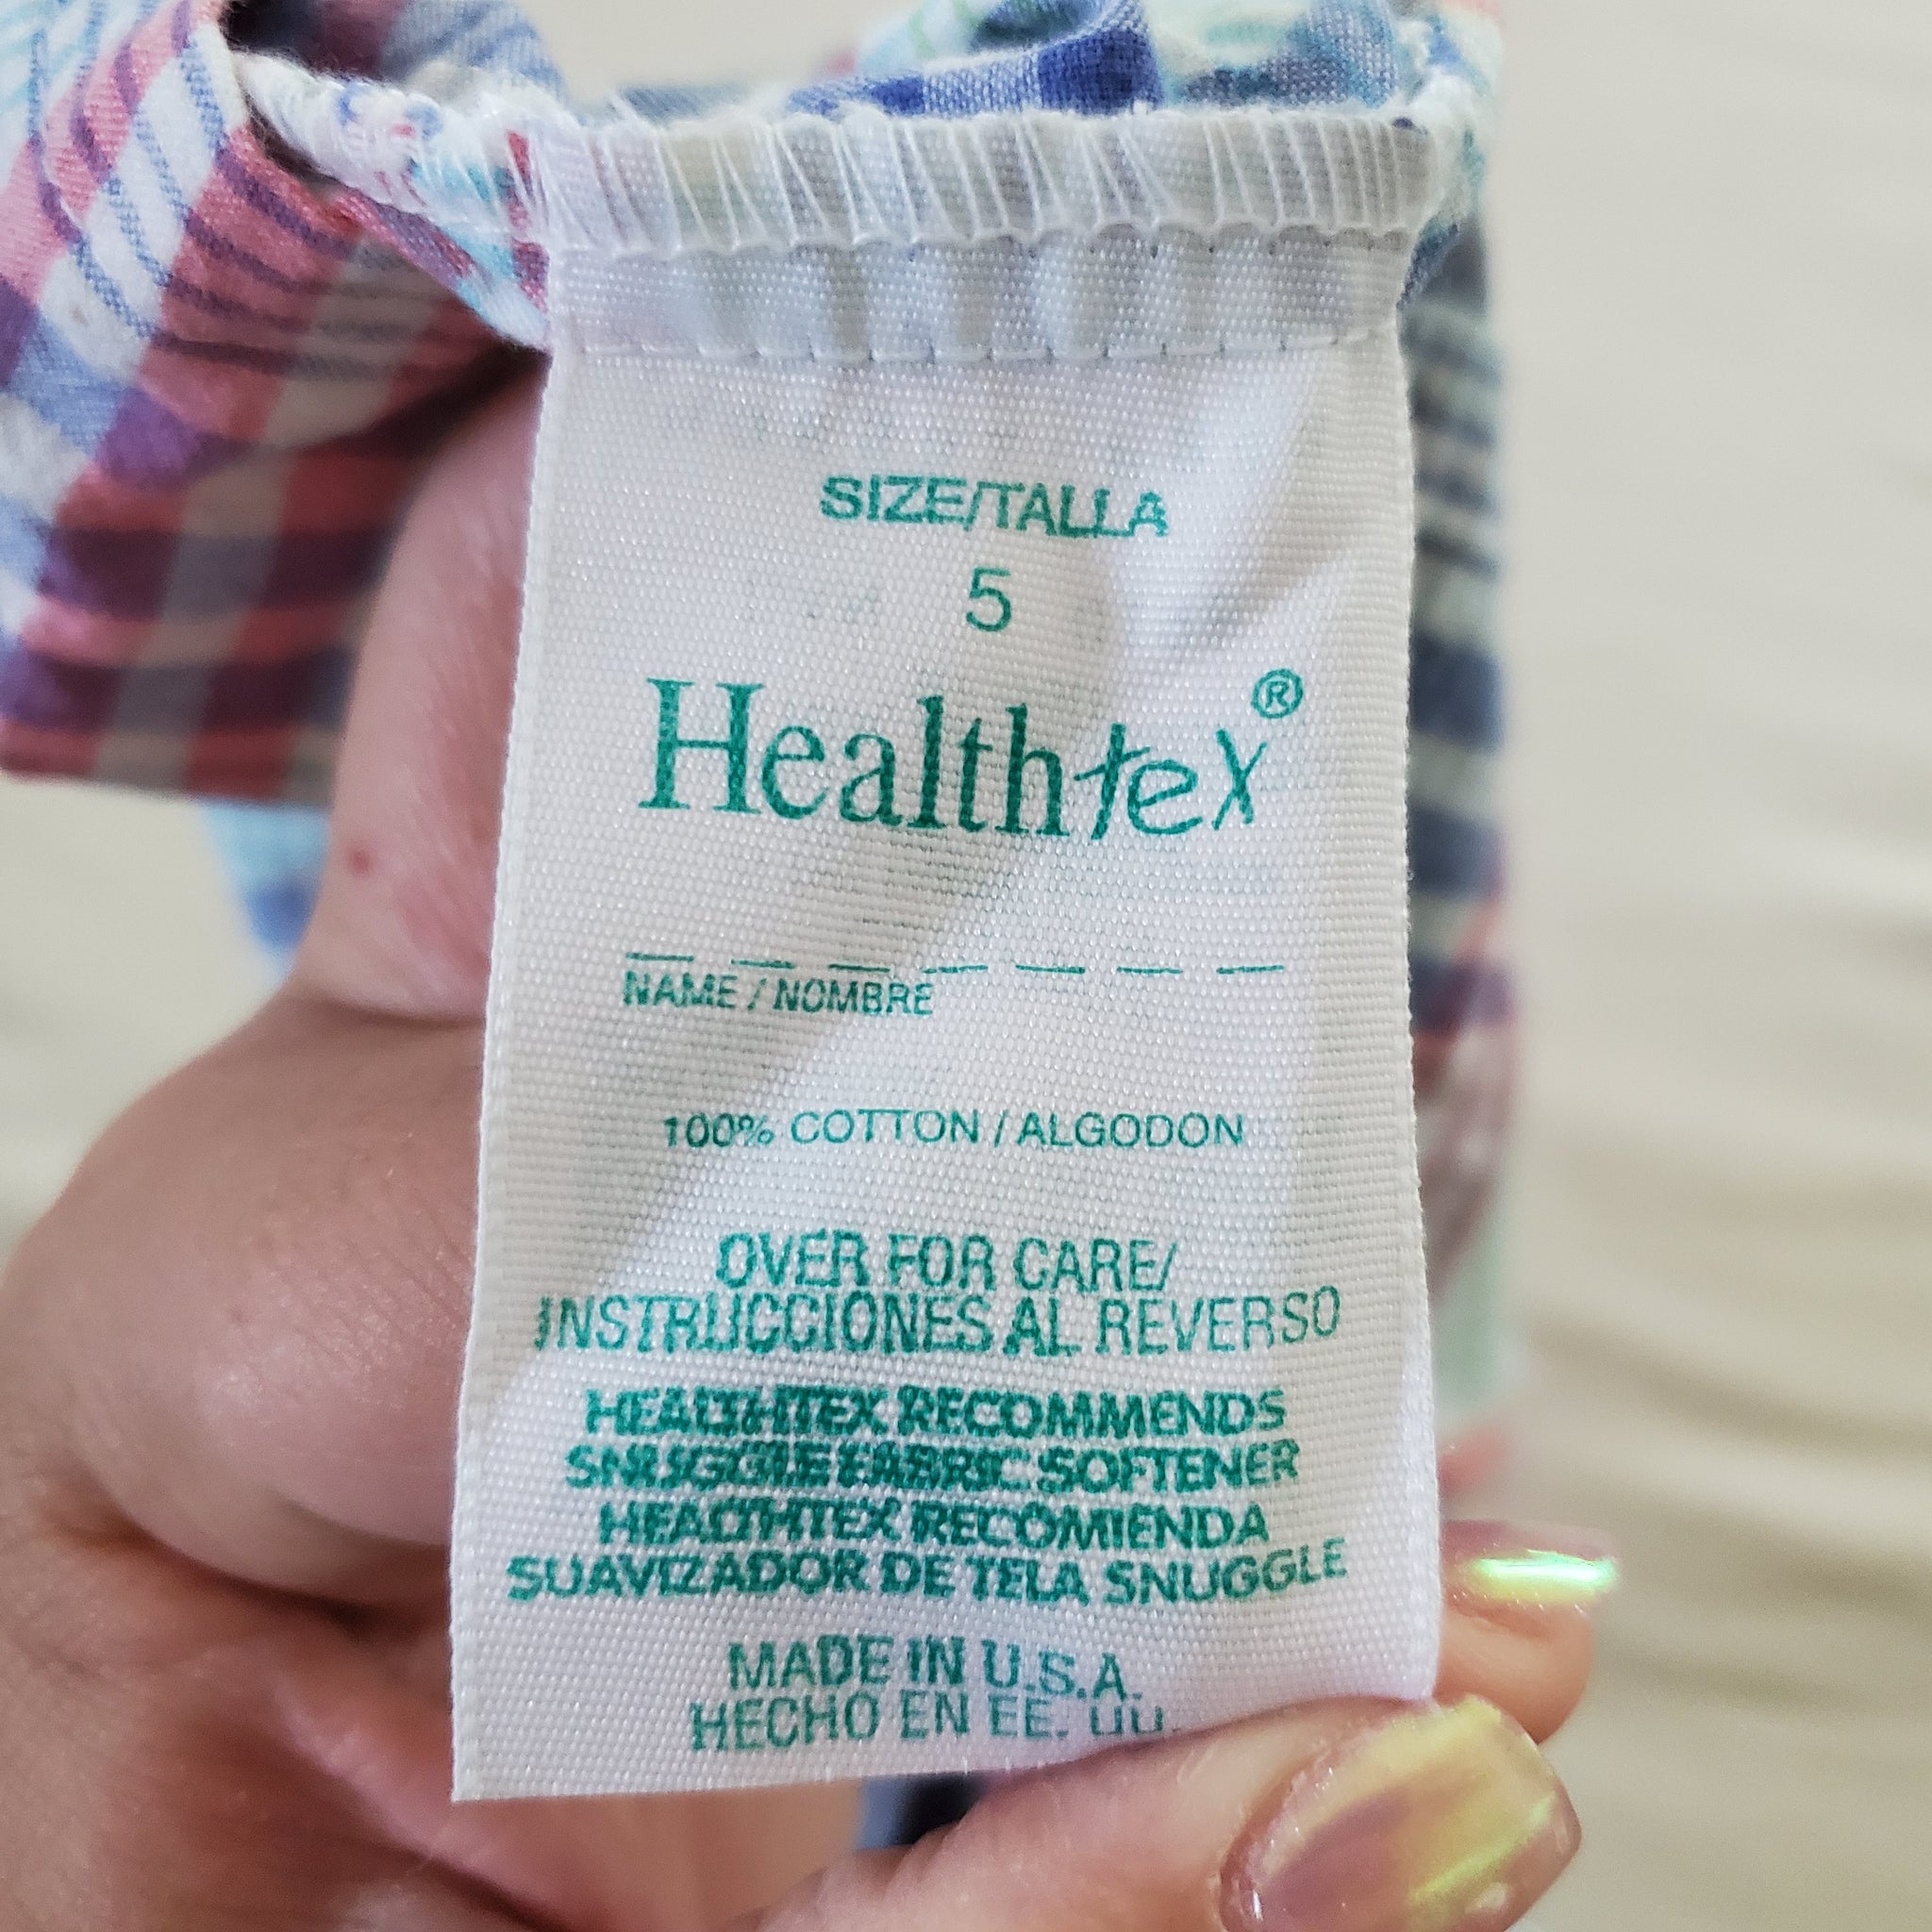 SIZE/TALLA
5
Healthtex®
NAME / NOMBRE
100% COTTON / ALGODON
OVER FOR CARE/
INSTRUCCIONES AL REVERSO
HEALTHTEX RECOMMENDS
SNUGGLE FABRIC SOFTENER
HEALTHTEX RECOMIENDA
SUAVIZADOR DE TELA SNUGGLE
MADE IN U.S.A.
HECHO EN EE. UU.